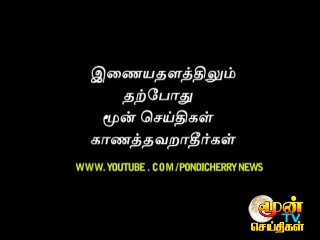 இணையதளத்திலும்
தற்போது
மூன் செய்திகள்
காணத்தவறாதீர்கள்
WWW.YOUTUBE.COM/PONDICHERRY NEWS
மூன்
TV
செய்திகள்